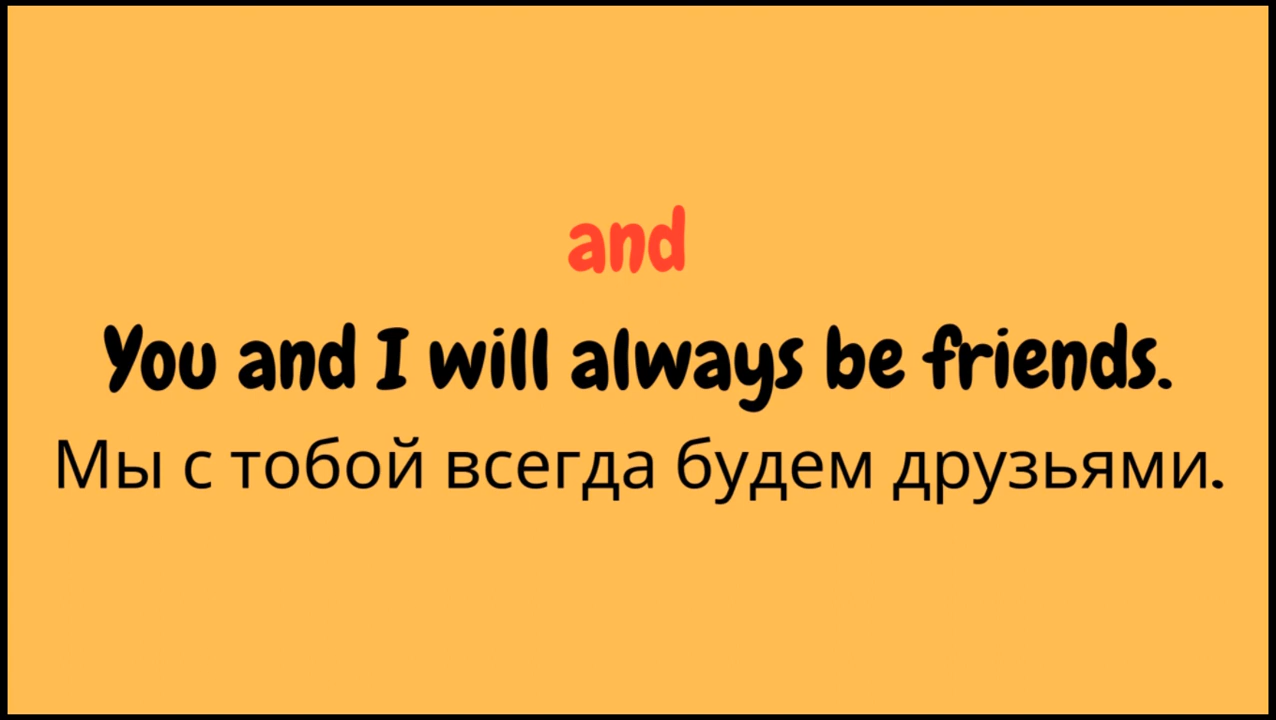 and
You and I will always be friends.
Мы с тобой всегда будем друзьями.